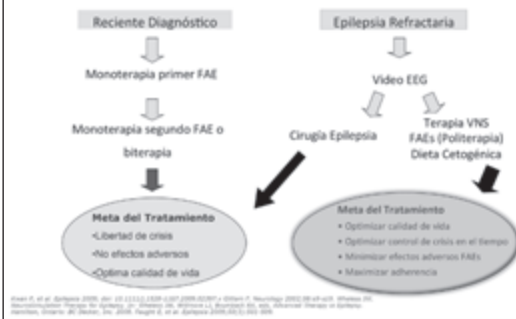 Reciente Diagnóstico
Monoterapia primer FAE
Monoterapia segundo FAE o
biterapia
Meta del Tratamiento
•Libertad de crisis
•No efectos adversos
•Optima calidad de vida
Epilepsia Refractaria
Video EEG
Cirugía Epilepsia
Terapia VNS
FAEs (Politerapia)
Dieta Cetogénica
Meta del Tratamiento
• Optimizar calidad de vida
• Optimizar control de crisis en el tiempo
• Minimizar efectos adversos FAEs
• Maximizar adherencia